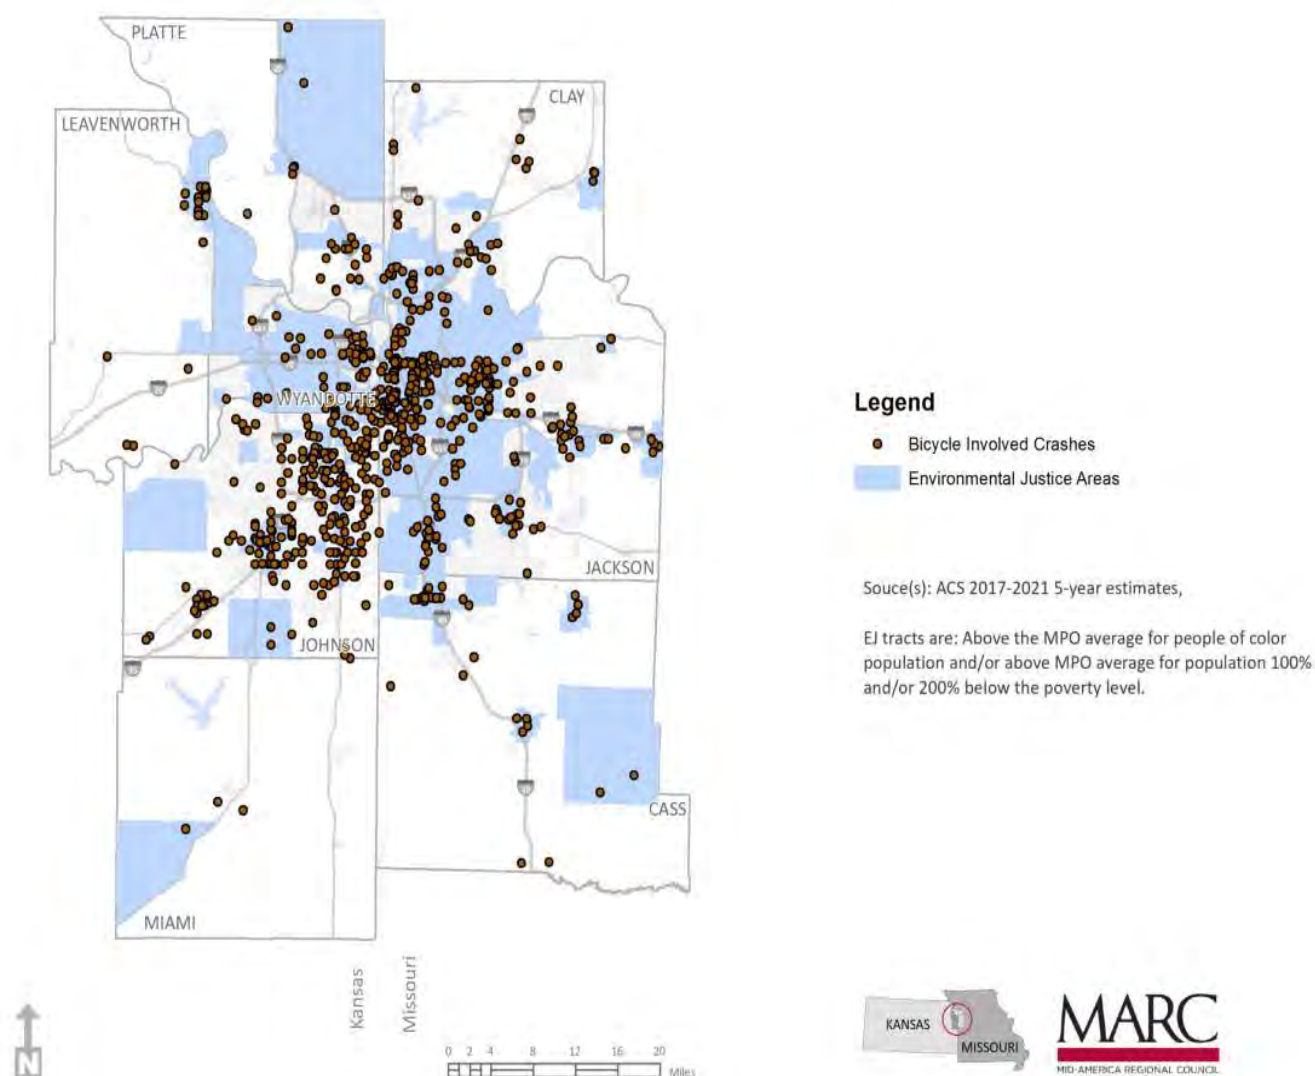 PLATTE
CLAY
LEAVENWORTH
WYANDOTTE
JACKSON
JOHNSON
CASS
MIAMI
Kansas
Missouri
Legend
Bicycle Involved Crashes
Environmental Justice Areas
Souce(s): ACS 2017-2021 5-year estimates,
EJ tracts are: Above the MPO average for people of color
population and/or above MPO average for population 100%
and/or 200% below the poverty level.
N
0 2 4 8 12 16 20
Miles
KANSAS
MISSOURI
MARC
MID-AMERICA REGIONAL COUNCIL